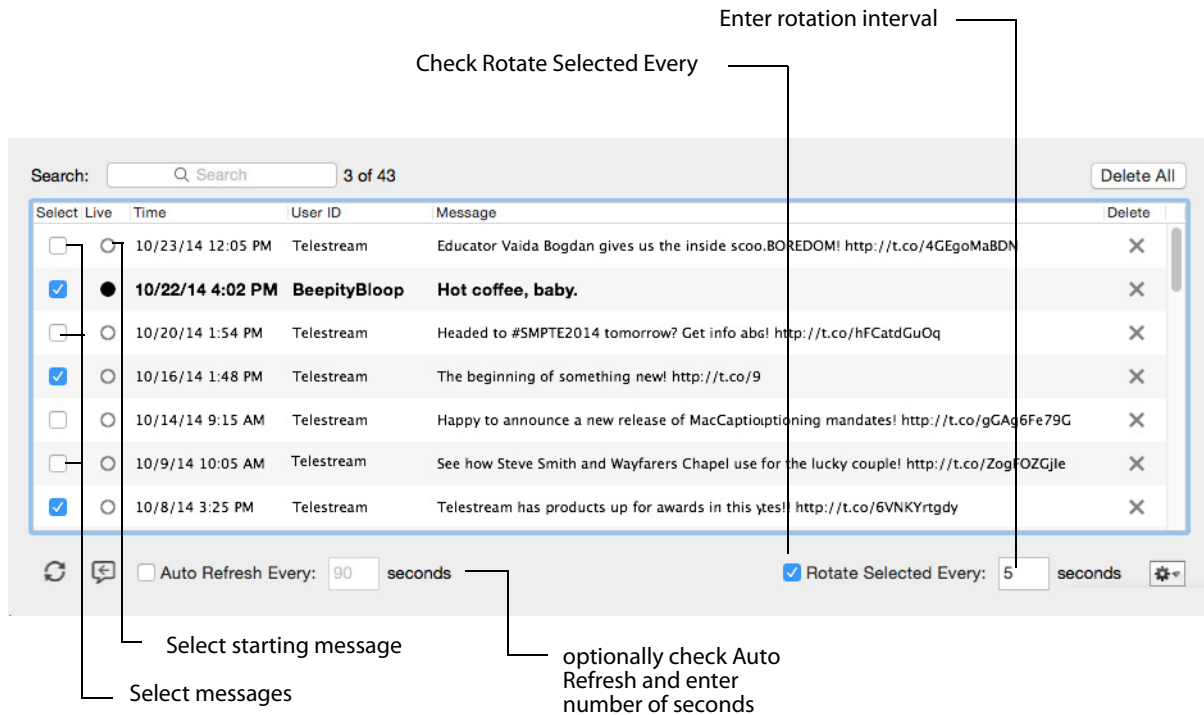 Enter rotation interval
Check Rotate Selected Every
Search: Search 3 of 43 Delete All
Select Live Time User ID Message Delete
10/23/14 12:05 PM Telestream Educator Vaida Bogdan gives us the inside scoo.BOREDOM! http://t.co/4GEgoMaBDN
10/22/14 4:02 PM BeepityBloop Hot coffee, baby.
10/20/14 1:54 PM Telestream Headed to #SMPTE2014 tomorrow? Get info abs! http://t.co/hFCatdGuOq
10/16/14 1:48 PM Telestream The beginning of something new! http://t.co/9
10/14/14 9:15 AM Telestream Happy to announce a new release of MacCaptiouptioning mandates! http://t.co/gGAg6Fe79G
10/9/14 10:05 AM Telestream See how Steve Smith and Wayfarers Chapel use for the lucky couple! http://t.co/ZogFOZGjIe
10/8/14 3:25 PM Telestream Telestream has products up for awards in this ytes!! http://t.co/6VNKYrtgdy
Auto Refresh Every: 90 seconds Rotate Selected Every: 5 seconds
Select starting message
Select messages
optionally check Auto
Refresh and enter
number of seconds